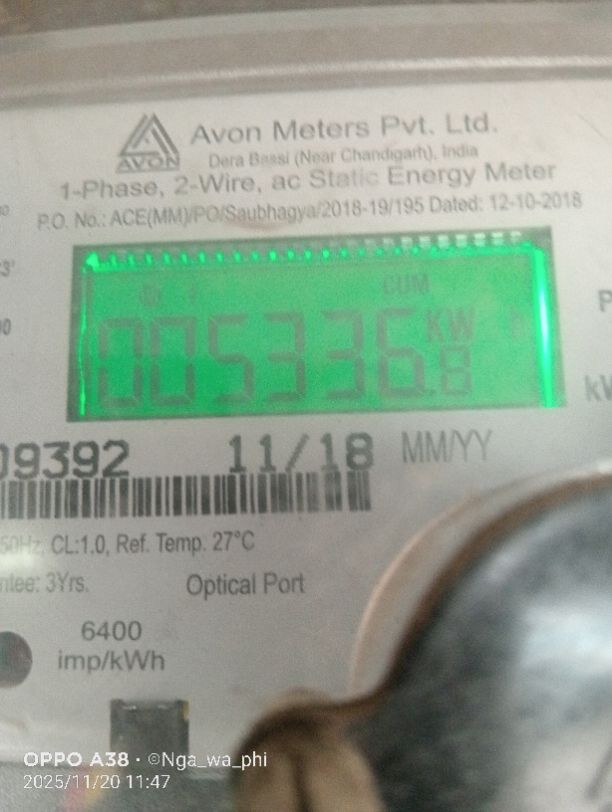 Avon Meters Pvt. Ltd.
AVON
Dera Bassi (Near Chandigarh), India
1-Phase, 2-Wire, ac Static Energy Meter
P.O. No.: ACE(MM)/PO/Saubhagya/2018-19/195 Dated: 12-10-2018
CUM
KW h
005336.8
09392 11/18 MM/YY
50Hz, CL:1.0, Ref. Temp. 27°C
3Yrs. Optical Port
6400
imp/kWh
OPPO A38 · ©Nga_wa_phi
2025/11/20 11:47